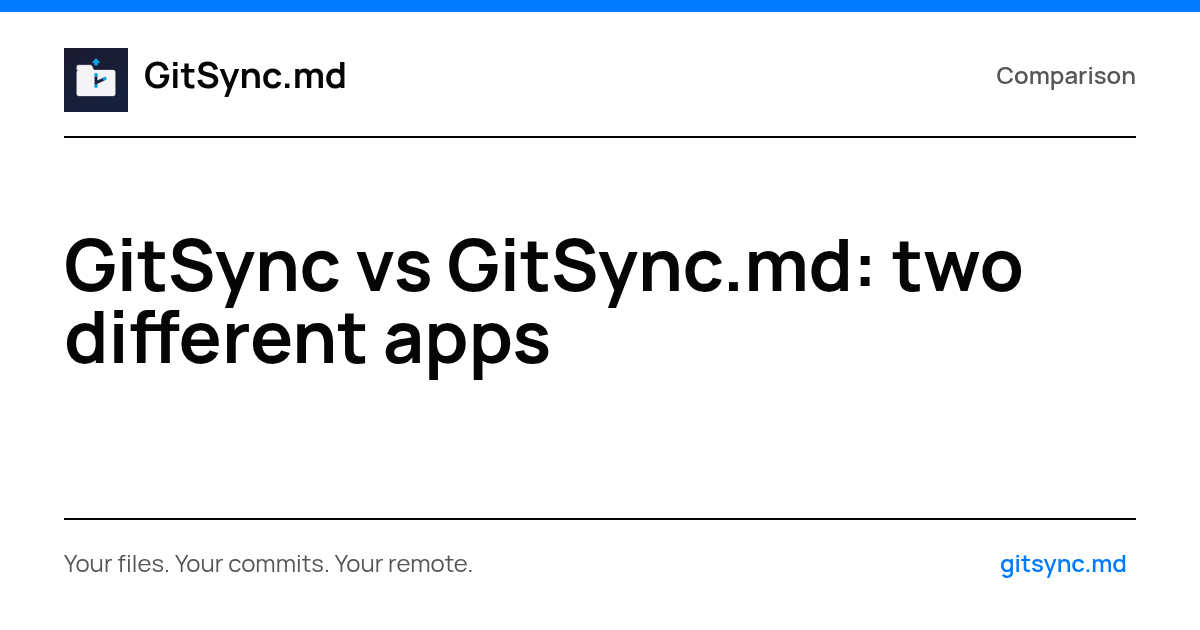 GitSync.md
Comparison
GitSync vs GitSync.md: two
different apps
Your files. Your commits. Your remote.
gitsync.md